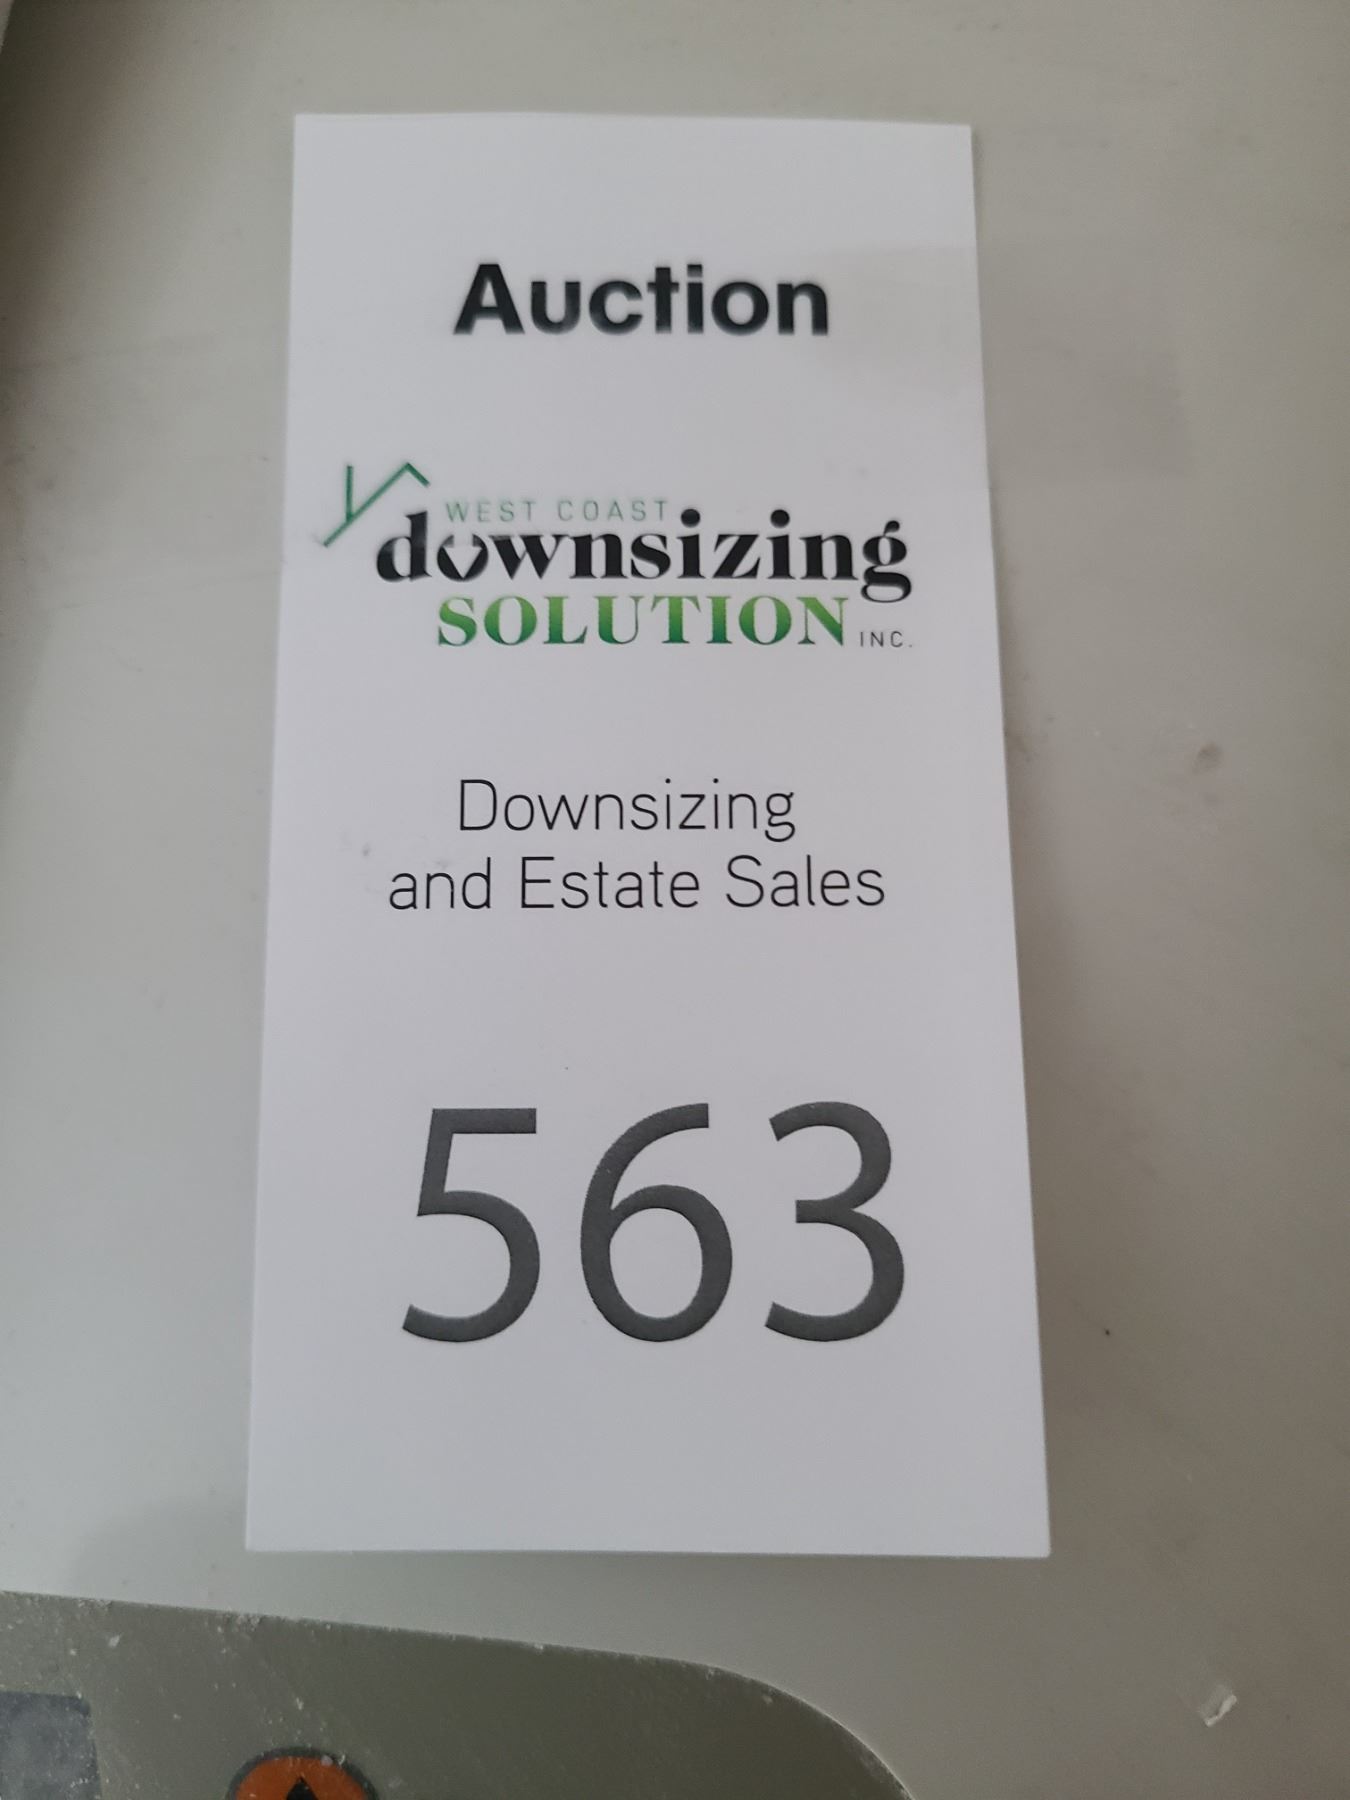 Auction
WEST COAST
downsizing
SOLUTION INC.
Downsizing
and Estate Sales
563